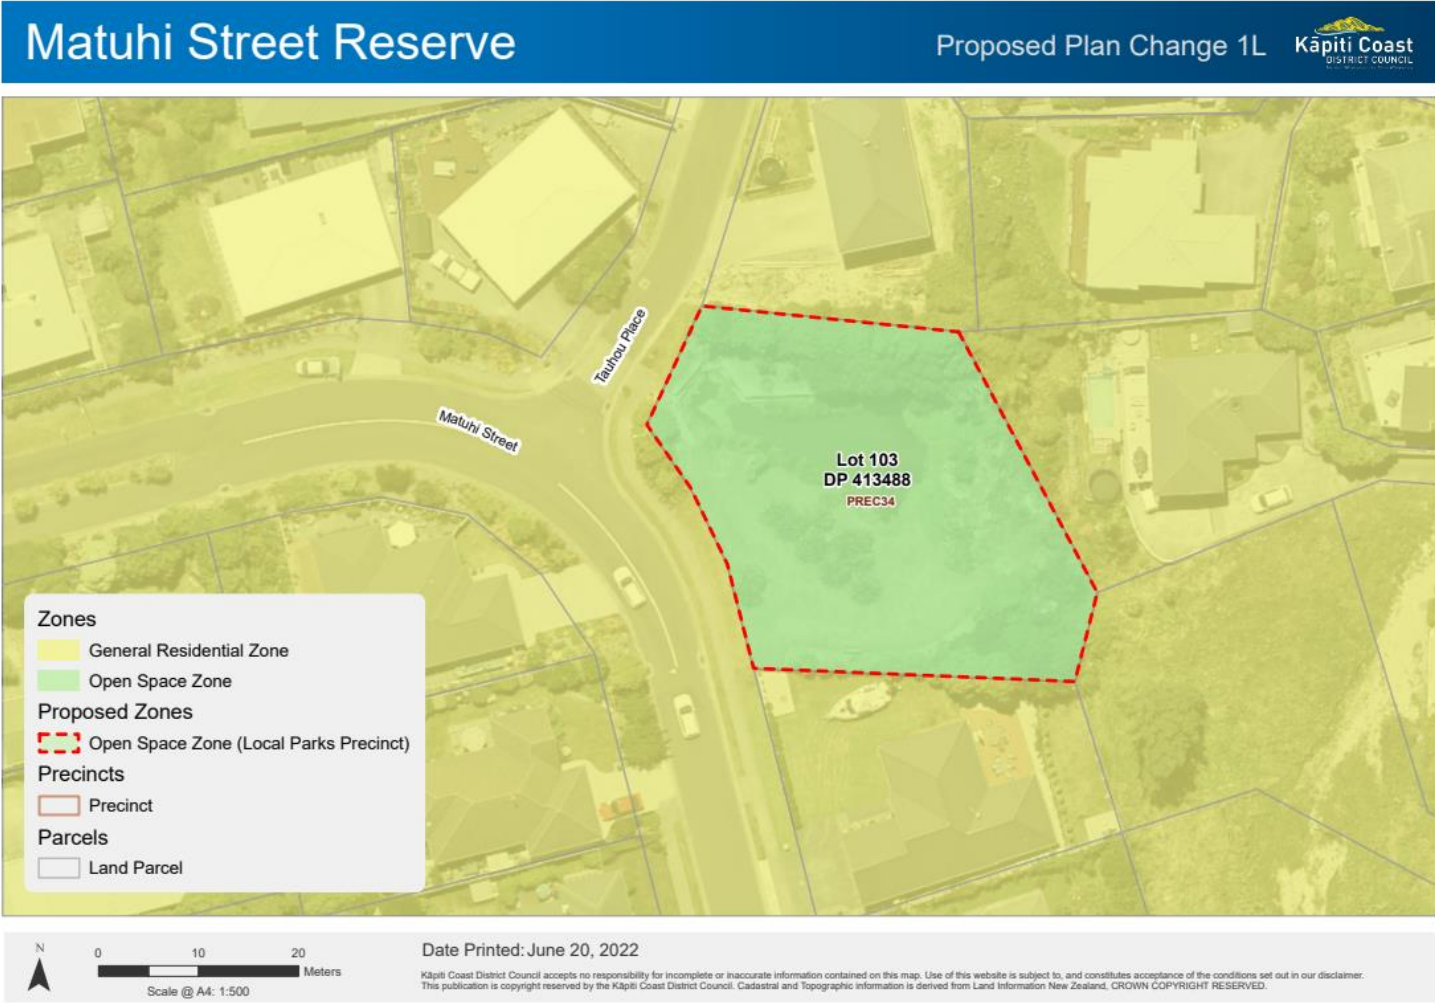 Matuhi Street Reserve
Proposed Plan Change 1L
Kāpiti Coast
DISTRICT COUNCIL
Tauhou Place
Matuhi Street
Lot 103
DP 413488
PREC34
Zones
General Residential Zone
Open Space Zone
Proposed Zones
Open Space Zone (Local Parks Precinct)
Precincts
Precinct
Parcels
Land Parcel
N
0 10 20
Meters
Scale @ A4: 1:500
Date Printed: June 20, 2022
Kāpiti Coast District Council accepts no responsibility for incomplete or inaccurate information contained on this map. Use of this website is subject to, and constitutes acceptance of the conditions set out in our disclaimer.
This publication is copyright reserved by the Kāpiti Coast District Council. Cadastral and Topographic information is derived from Land Information New Zealand, CROWN COPYRIGHT RESERVED.